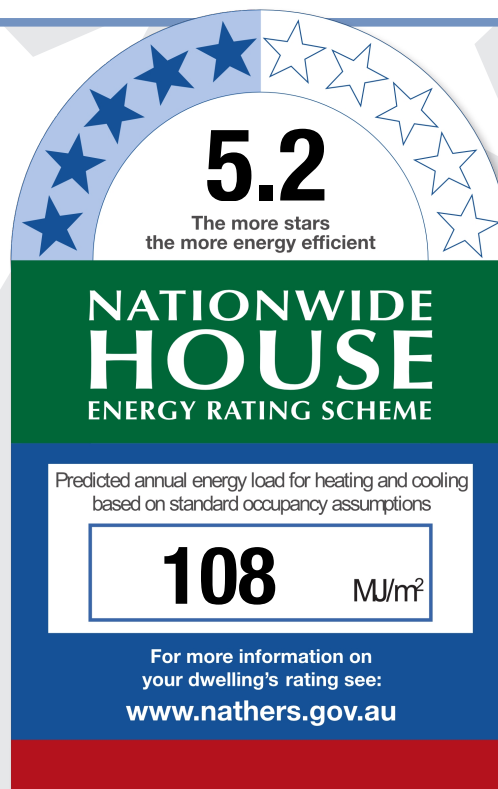 5.2
The more stars
the more energy efficient
NATIONWIDE
HOUSE
ENERGY RATING SCHEME
Predicted annual energy load for heating and cooling
based on standard occupancy assumptions
108 MJ/m²
For more information on
your dwelling's rating see:
www.nathers.gov.au